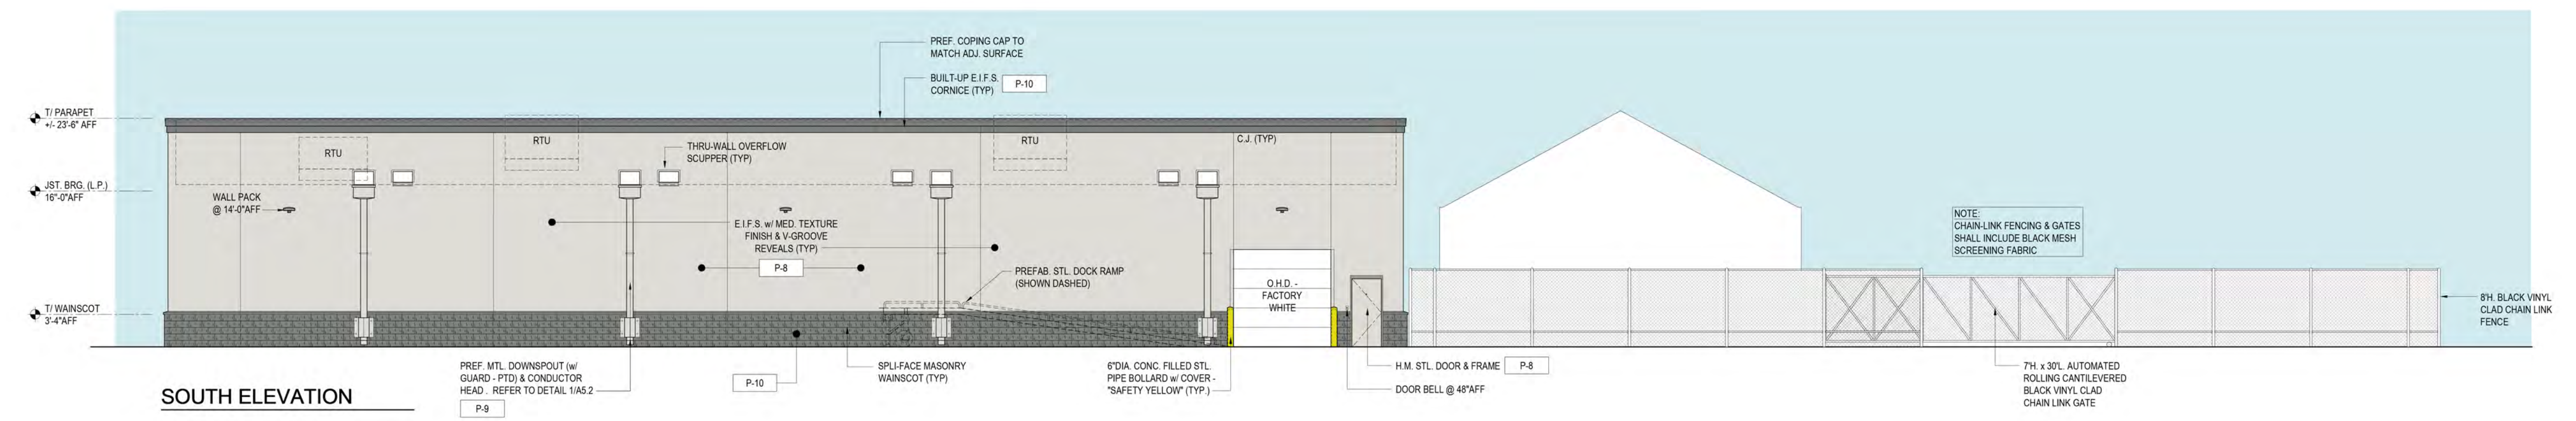 PREF. COPING CAP TO
MATCH ADJ. SURFACE
BUILT-UP E.I.F.S.
CORNICE (TYP)
P-10
T/ PARAPET
+/- 23'-6" AFF
RTU
RTU
RTU
C.J. (TYP)
THRU-WALL OVERFLOW
SCUPPER (TYP)
JST. BRG. (L.P.)
16"-0"AFF
WALL PACK
@ 14'-0"AFF
E.I.F.S. w/ MED. TEXTURE
FINISH & V-GROOVE
REVEALS (TYP)
P-8
PREFAB. STL. DOCK RAMP
(SHOWN DASHED)
O.H.D. -
FACTORY
WHITE
NOTE:
CHAIN-LINK FENCING & GATES
SHALL INCLUDE BLACK MESH
SCREENING FABRIC
T/ WAINSCOT
3'-4"AFF
8'H. BLACK VINYL
CLAD CHAIN LINK
FENCE
PREF. MTL. DOWNSPOUT (w/
GUARD - PTD) & CONDUCTOR
HEAD . REFER TO DETAIL 1/A5.2
P-9
P-10
SPLI-FACE MASONRY
WAINSCOT (TYP)
6"DIA. CONC. FILLED STL.
PIPE BOLLARD w/ COVER -
"SAFETY YELLOW" (TYP.)
H.M. STL. DOOR & FRAME
P-8
DOOR BELL @ 48"AFF
7'H. x 30'L. AUTOMATED
ROLLING CANTILEVERED
BLACK VINYL CLAD
CHAIN LINK GATE
SOUTH ELEVATION